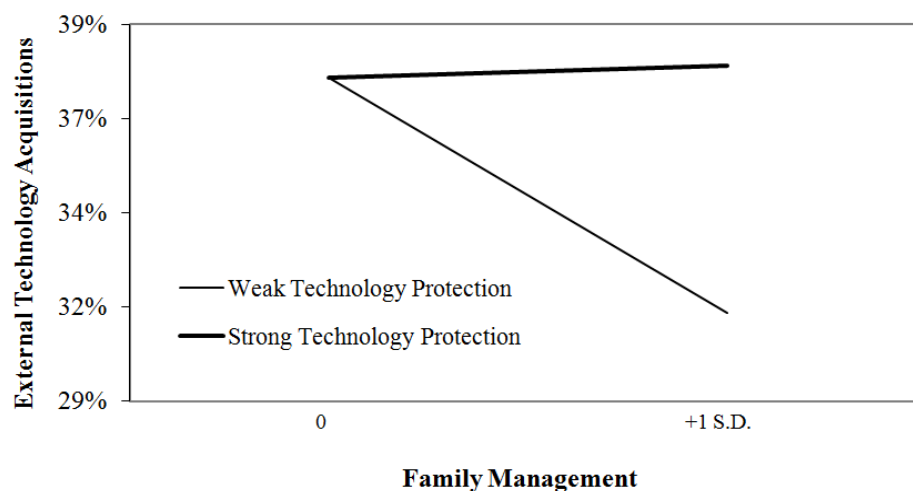 External Technology Acquisitions
39%
37%
34%
32%
29%
Weak Technology Protection
Strong Technology Protection
0
+1 S.D.
Family Management